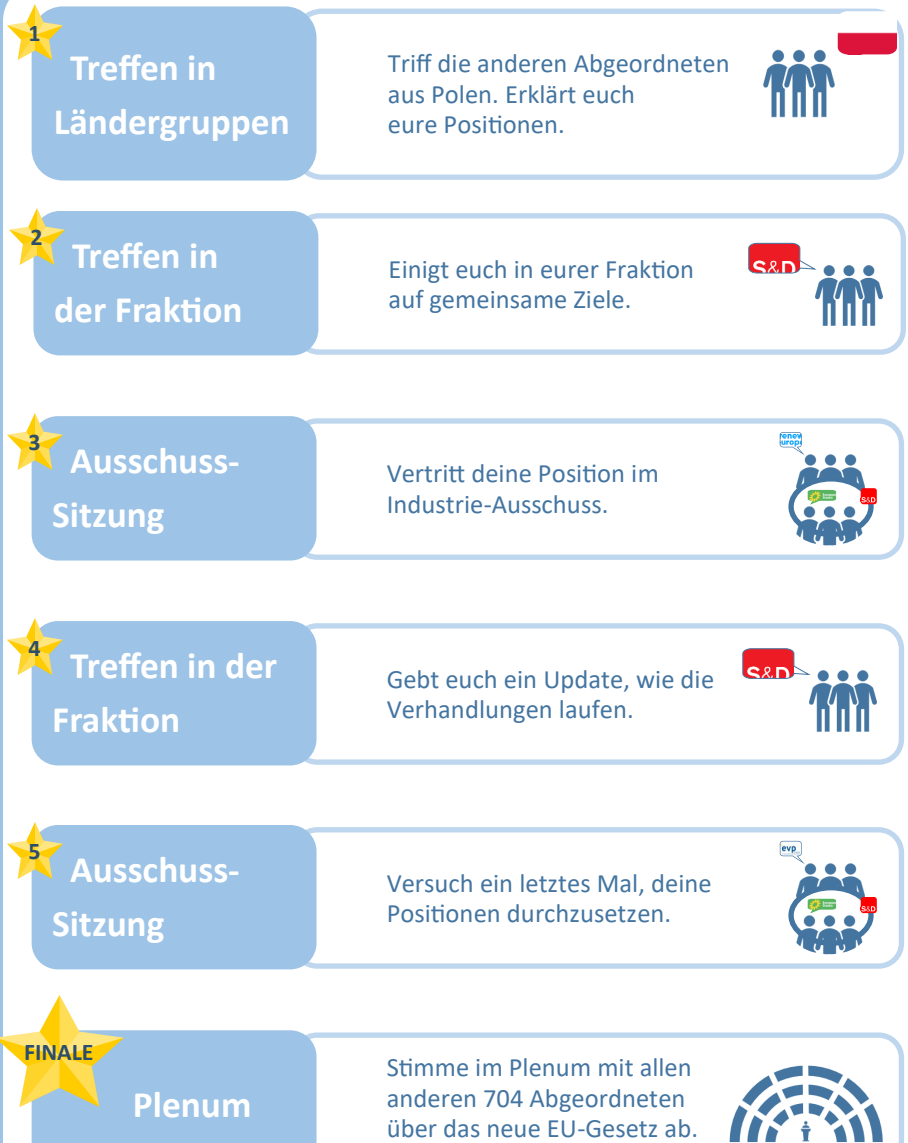 1
Treffen in
Ländergruppen
Triff die anderen Abgeordneten
aus Polen. Erklärt euch
eure Positionen.
2
Treffen in
der Fraktion
Einigt euch in eurer Fraktion
auf gemeinsame Ziele.
S&D
3
Ausschuss-
Sitzung
Vertritt deine Position im
Industrie-Ausschuss.
renew
europe
S&D
4
Treffen in der
Fraktion
Gebt euch ein Update, wie die
Verhandlungen laufen.
S&D
5
Ausschuss-
Sitzung
Versuch ein letztes Mal, deine
Positionen durchzusetzen.
evp
S&D
FINALE
Plenum
Stimme im Plenum mit allen
anderen 704 Abgeordneten
über das neue EU-Gesetz ab.